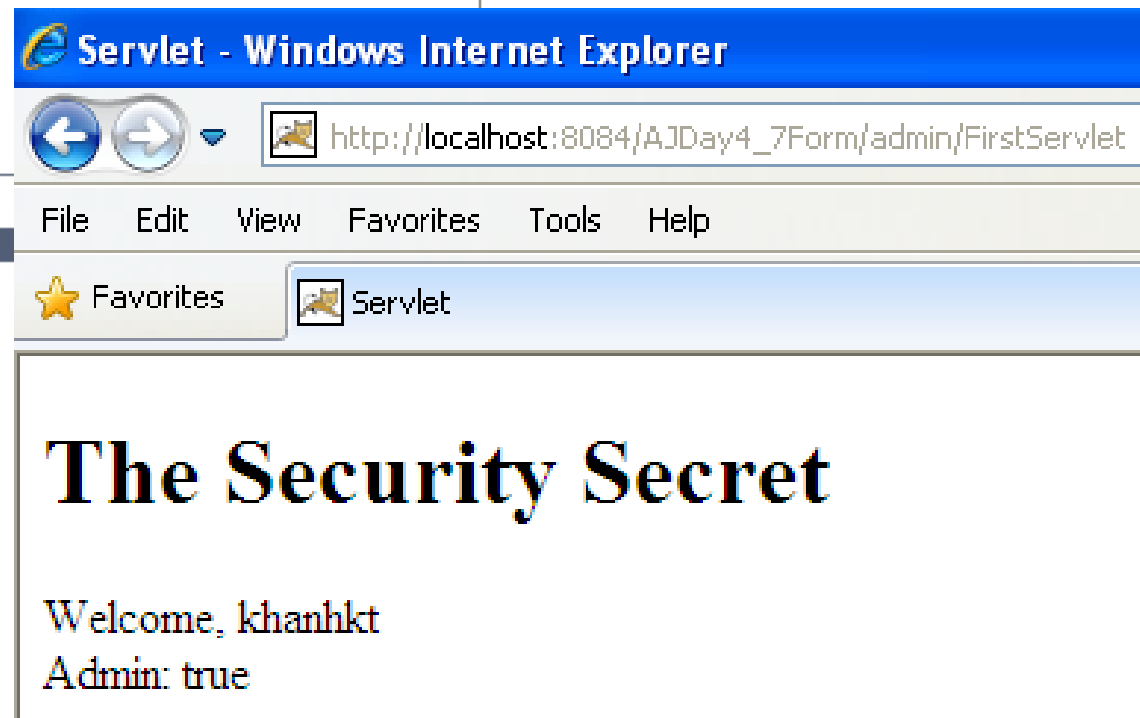 Servlet - Windows Internet Explorer
http://localhost:8084/AJDay4_7Form/admin/FirstServlet
File Edit View Favorites Tools Help
Favorites Servlet
The Security Secret
Welcome, khanhkt
Admin: true